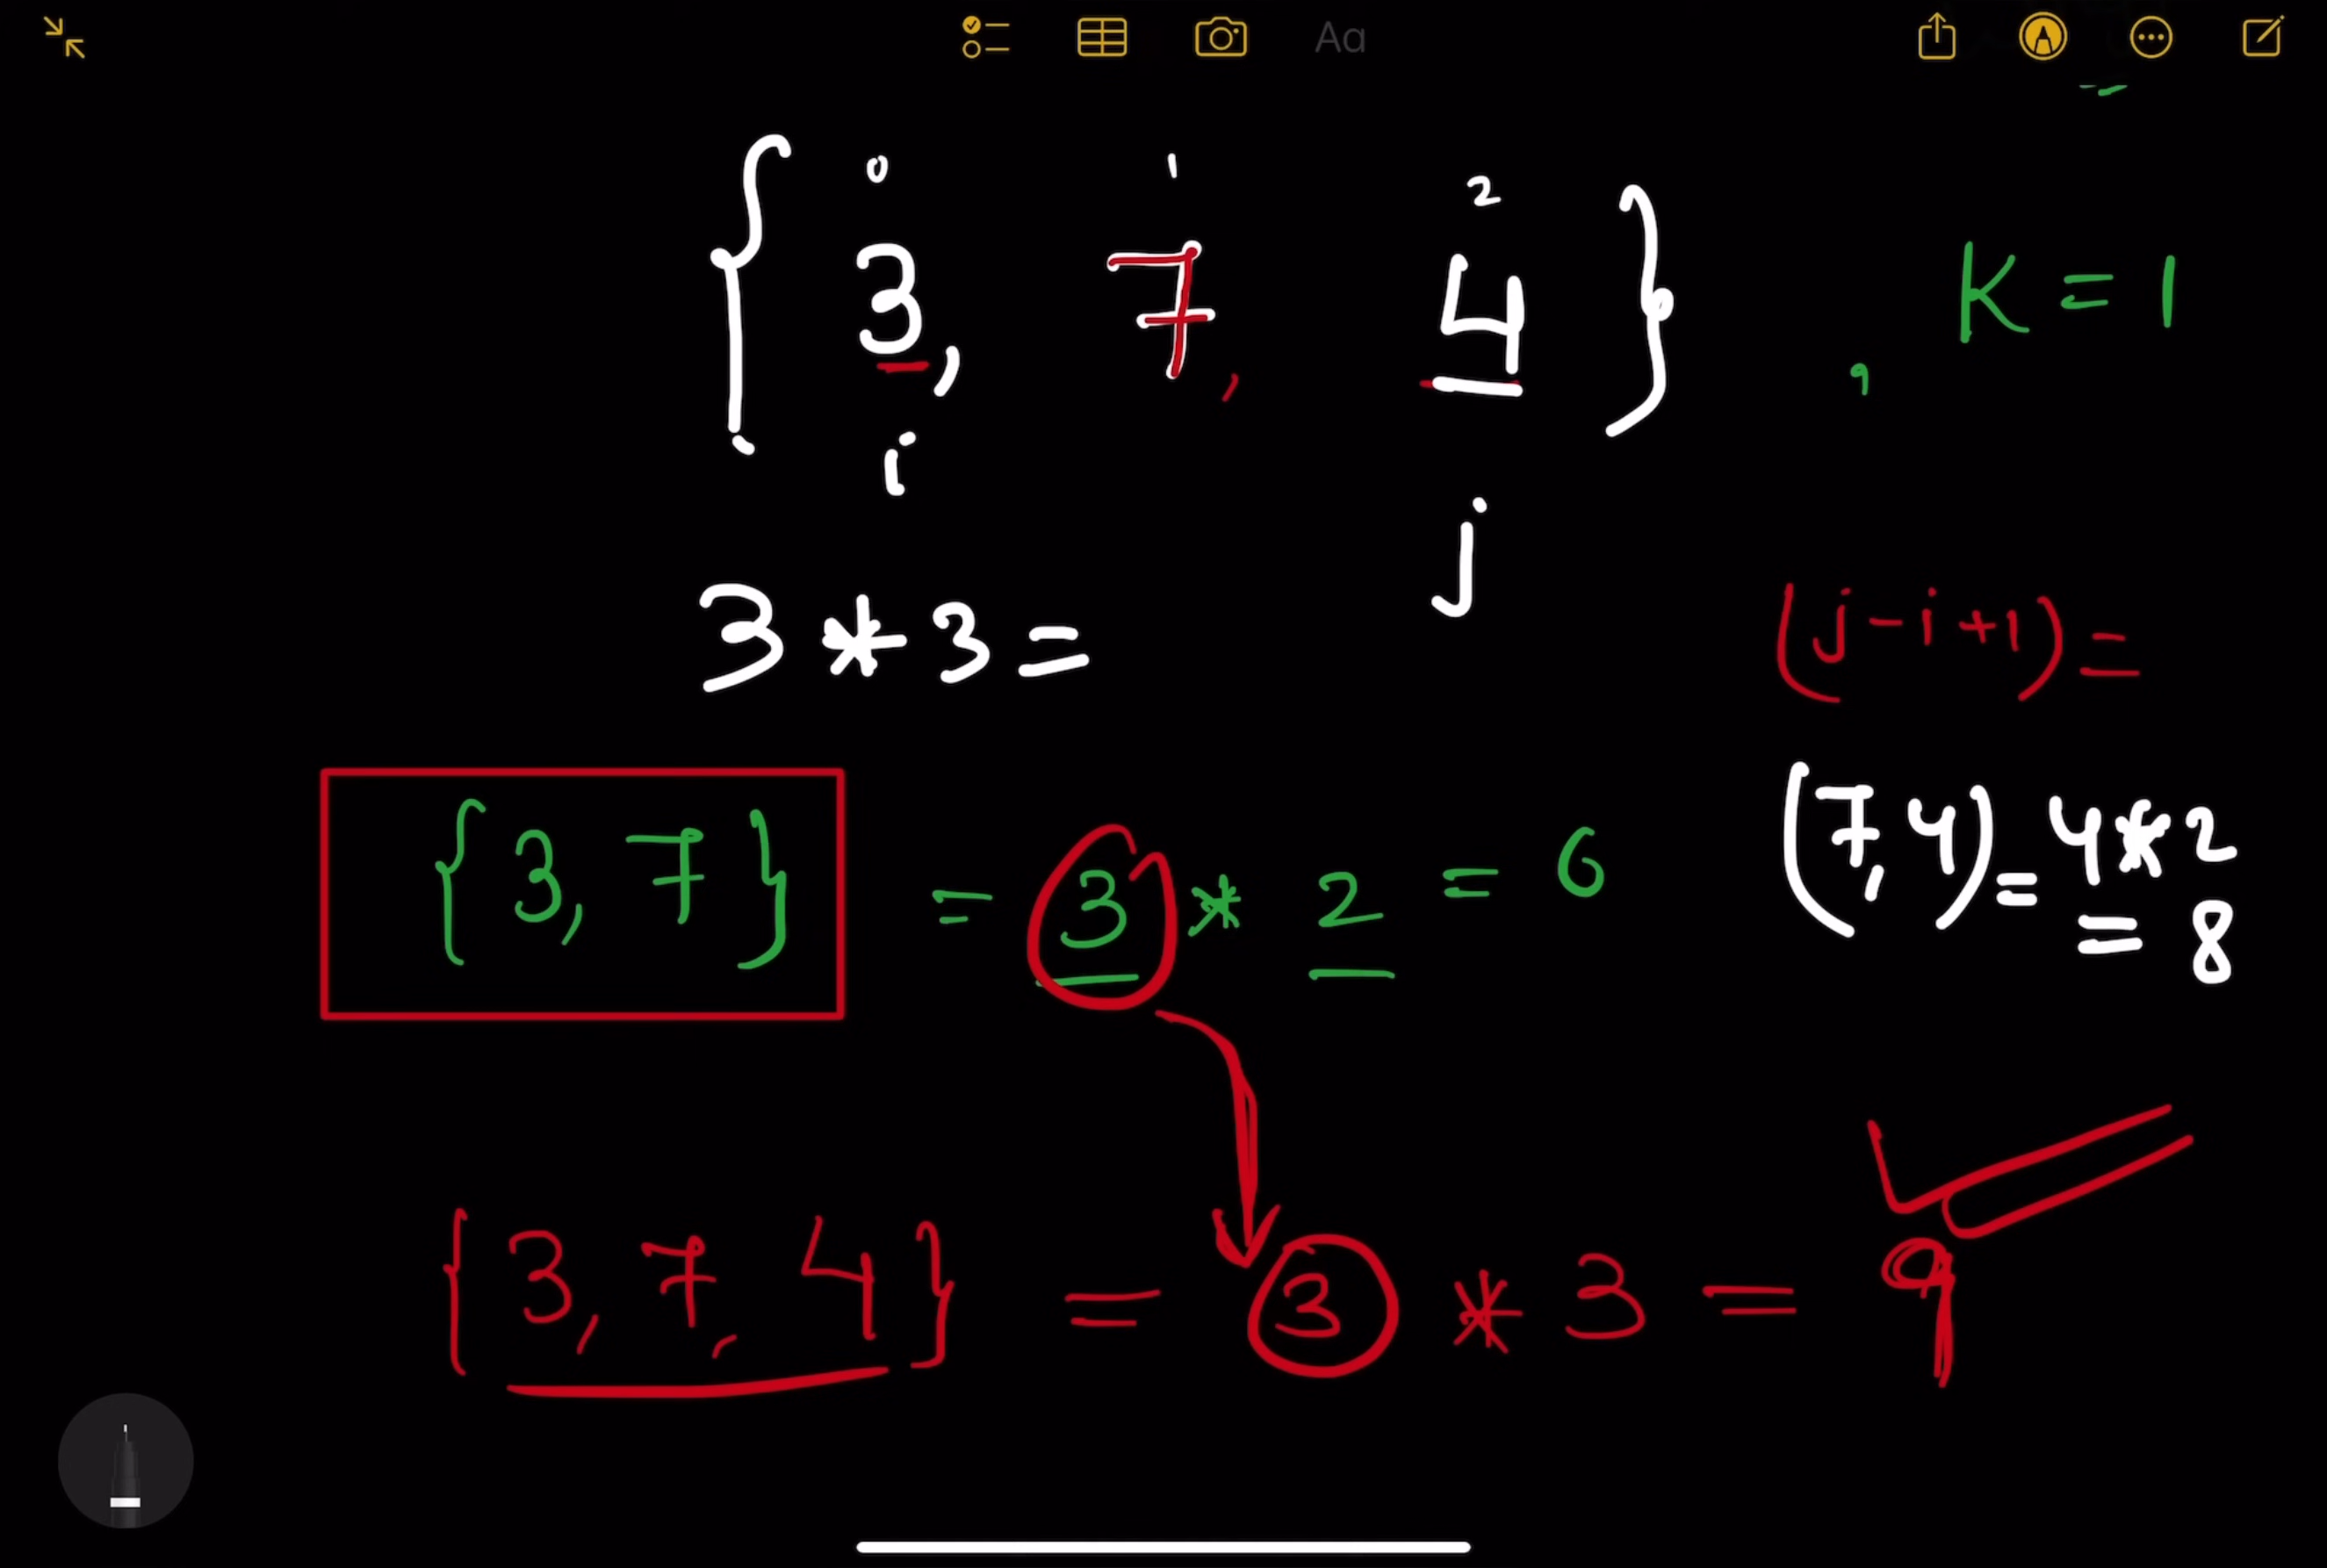 Aa
0 1 2
{ 3, 7, 4 } , K = 1
i j
3 * 3 =
(j - i + 1) =
{ 3, 7 } = 3 * 2 = 6
(7, 4) = 4 * 2
= 8
{ 3, 7, 4 } = 3 * 3 = 9